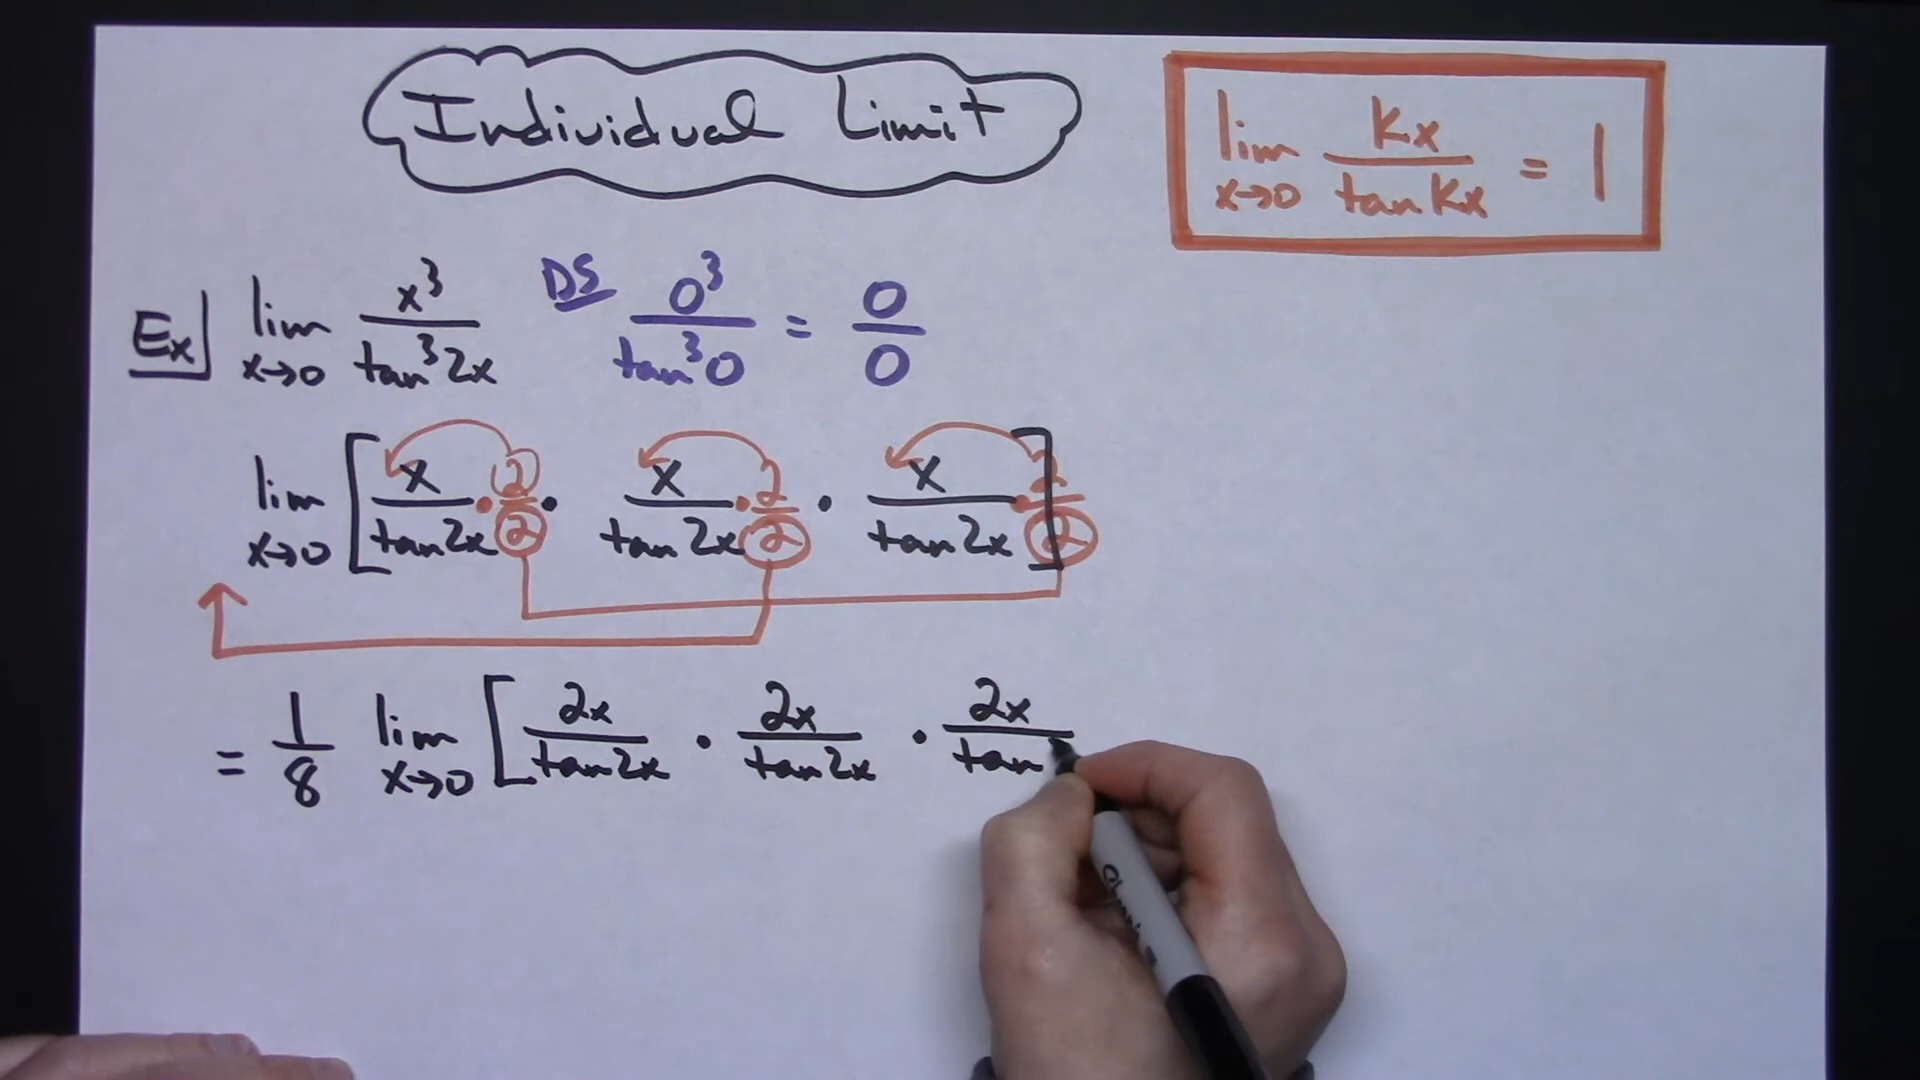 Individual Limit
lim x→0 Kx / tan Kx = 1
Ex lim x→0 x³ / tan³2x DS 0³ / tan³0 = 0 / 0
lim x→0 [ x / tan2x · 2/2 · x / tan2x · 2/2 · x / tan2x · 2/2 ]
= 1/8 lim x→0 [ 2x / tan2x · 2x / tan2x · 2x / tan